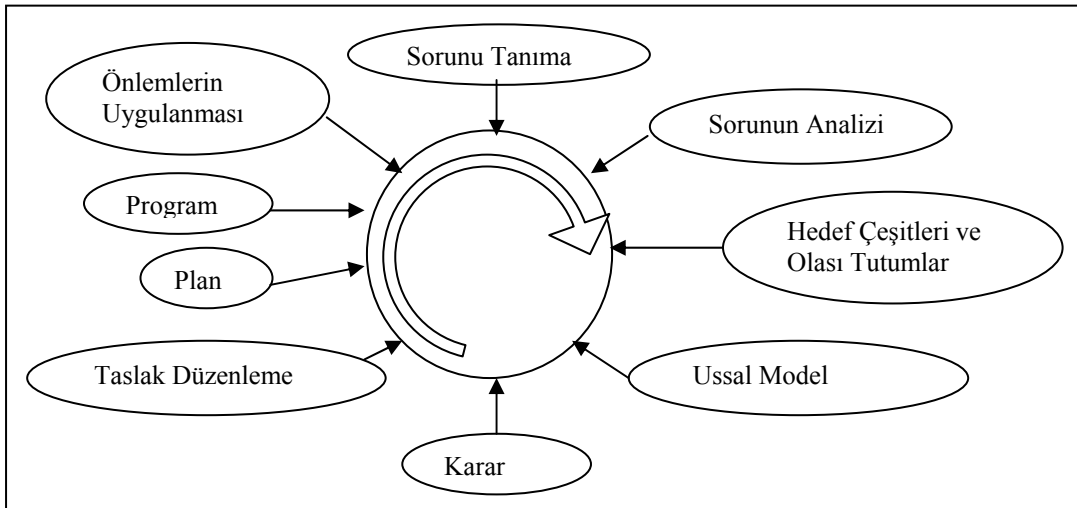 Sorunu Tanıma
Önlemlerin
Uygulanması
Sorunun Analizi
Program
Hedef Çeşitleri ve
Olası Tutumlar
Plan
Taslak Düzenleme
Ussal Model
Karar